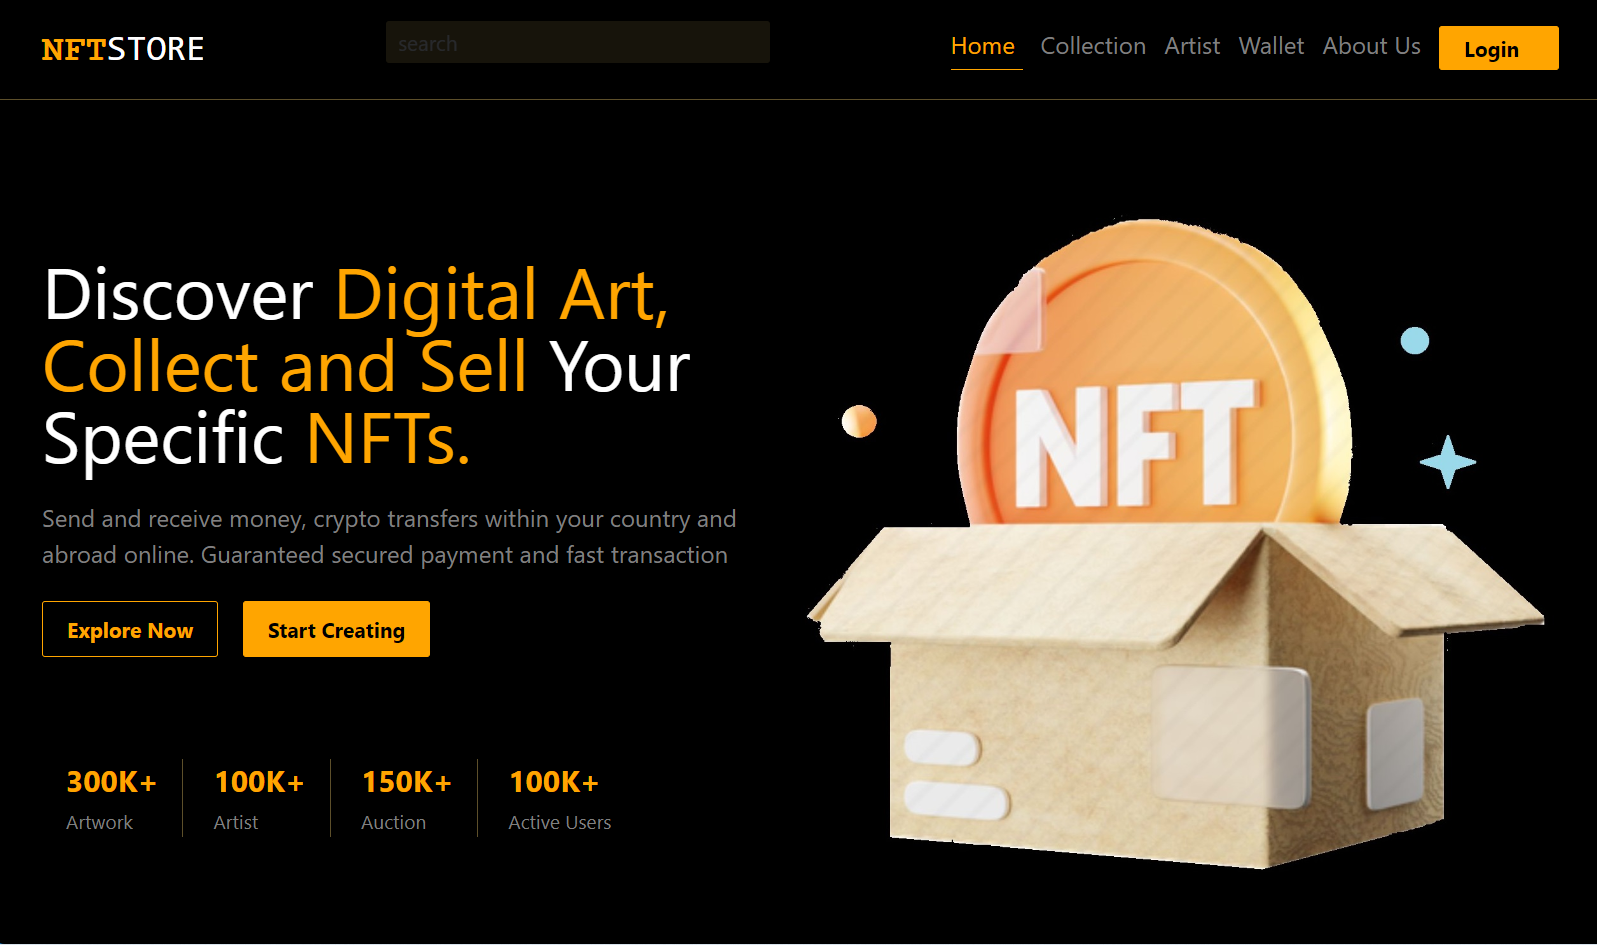 NFTSTORE
search
Home Collection Artist Wallet About Us Login
Discover Digital Art,
Collect and Sell Your
Specific NFTs.
Send and receive money, crypto transfers within your country and
abroad online. Guaranteed secured payment and fast transaction
Explore Now Start Creating
300K+ 100K+ 150K+ 100K+
Artwork Artist Auction Active Users
NFT